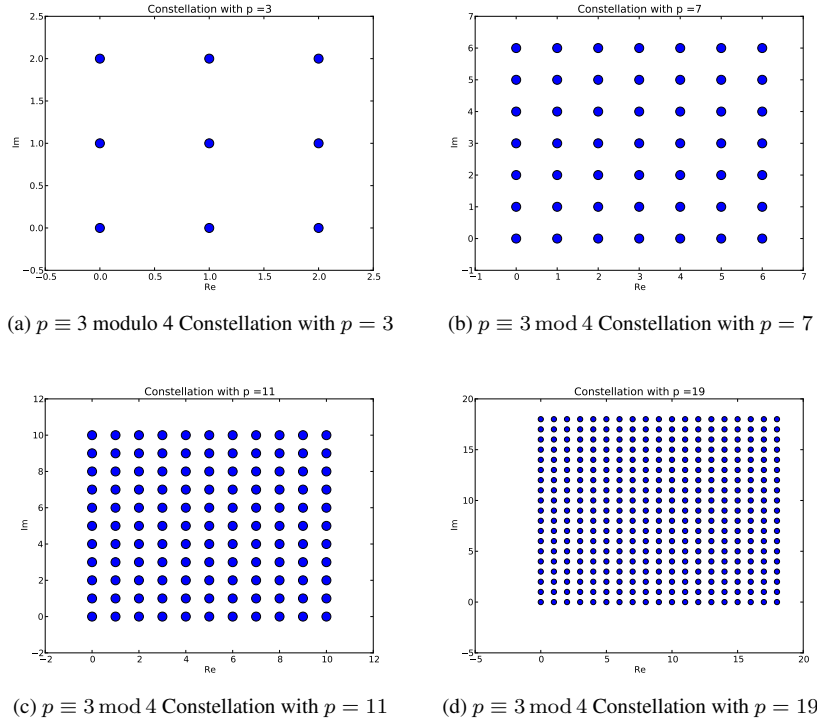 Constellation with p =3
2.5
2.0
1.5
1.0
0.5
0.0
−0.5
Im
−0.5 0.0 0.5 1.0 1.5 2.0 2.5
Re
Constellation with p =7
7
6
5
4
3
2
1
0
−1
Im
−1 0 1 2 3 4 5 6 7
Re
(a) p ≡ 3 modulo 4 Constellation with p = 3
(b) p ≡ 3 mod 4 Constellation with p = 7
Constellation with p =11
12
10
8
6
4
2
0
−2
Im
−2 0 2 4 6 8 10 12
Re
Constellation with p =19
20
15
10
5
0
−5
Im
−5 0 5 10 15 20
Re
(c) p ≡ 3 mod 4 Constellation with p = 11
(d) p ≡ 3 mod 4 Constellation with p = 19